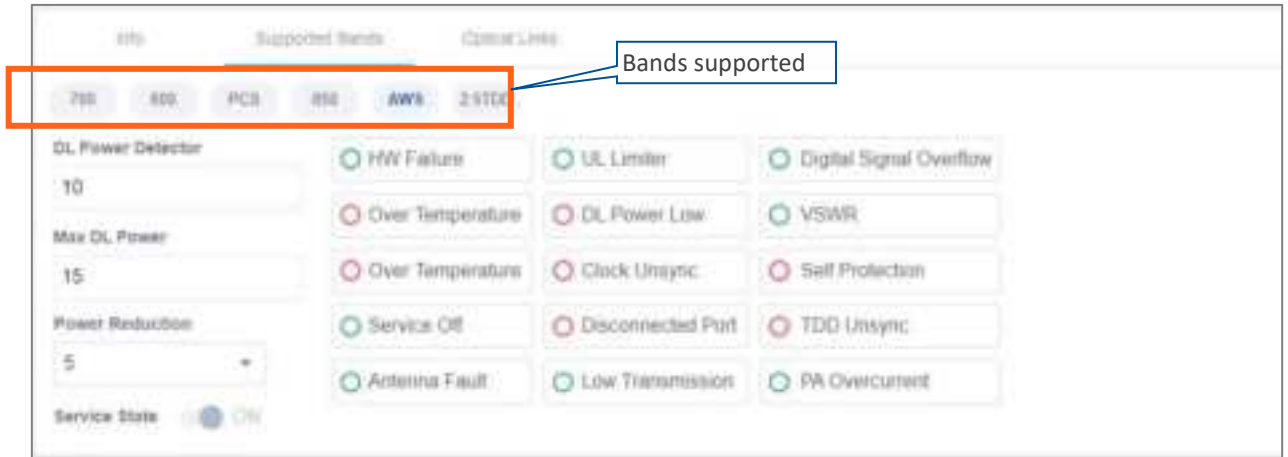 Info Supported Bands Optical Links
Bands supported
700 600 PCS 850 AWS 2.5TDD
DL Power Detector
10
Max DL Power
15
Power Reduction
5
Service State ON
HW Failure UL Limiter Digital Signal Overflow
Over Temperature DL Power Low VSWR
Over Temperature Clock Unsync Self Protection
Service Off Disconnected Port TDD Unsync
Antenna Fault Low Transmission PA Overcurrent